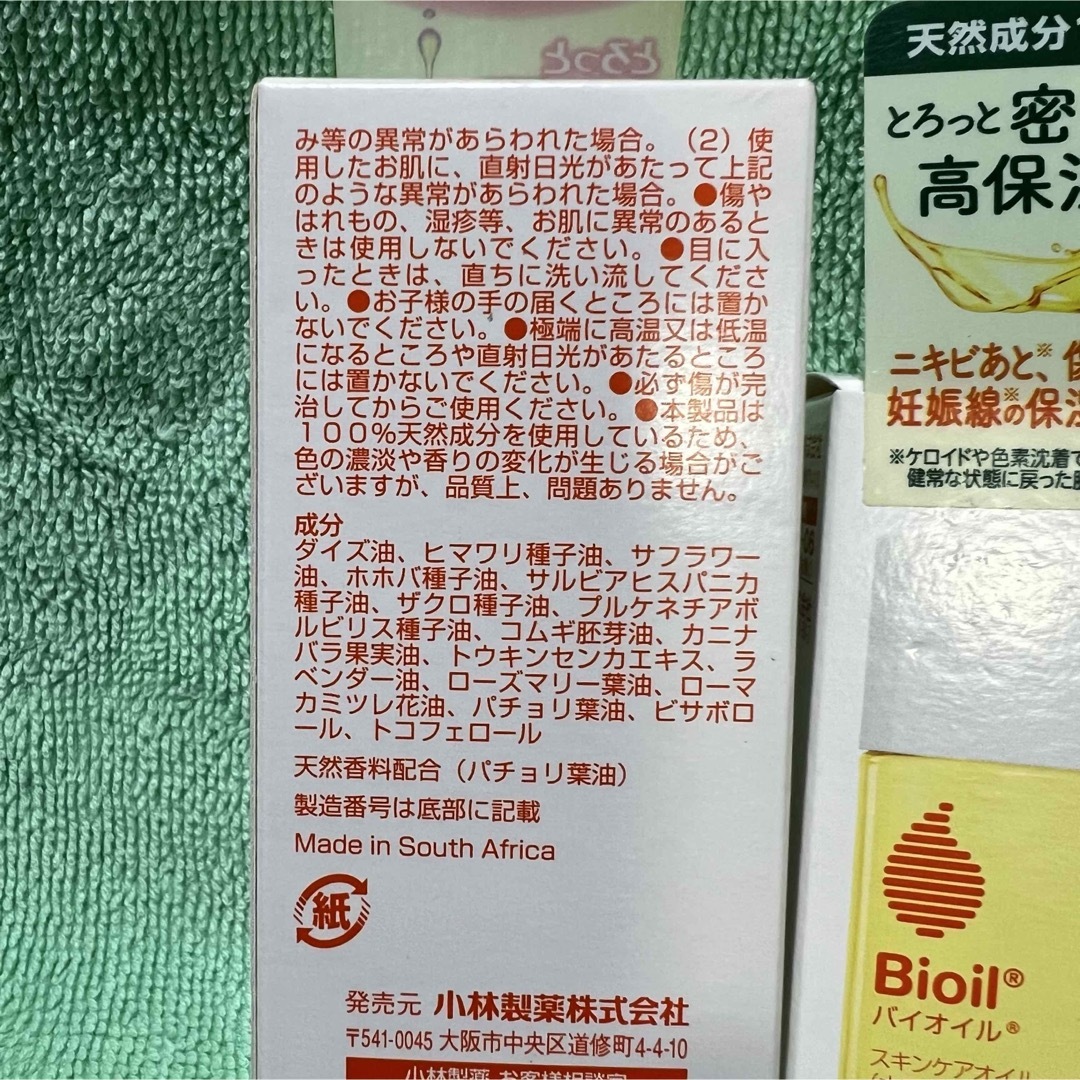 とろっと
み等の異常があらわれた場合。（2）使
用したお肌に、直射日光があたって上記
のような異常があらわれた場合。●傷や
はれもの、湿疹等、お肌に異常のあると
きは使用しないでください。●目に入
ったときは、直ちに洗い流してくださ
い。●お子様の手の届くところには置か
ないでください。●極端に高温又は低温
になるところや直射日光があたるところ
には置かないでください。●必ず傷が完
治してからご使用ください。●本製品は
１００％天然成分を使用しているため、
色の濃淡や香りの変化が生じる場合がご
ざいますが、品質上、問題ありません。
成分
ダイズ油、ヒマワリ種子油、サフラワー
油、ホホバ種子油、サルビアヒスパニカ
種子油、ザクロ種子油、プルケネチアボ
ルビリス種子油、コムギ胚芽油、カニナ
バラ果実油、トウキンセンカエキス、ラ
ベンダー油、ローズマリー葉油、ローマ
カミツレ花油、パチョリ葉油、ビサボロ
ール、トコフェロール
天然香料配合（パチョリ葉油）
製造番号は底部に記載
Made in South Africa
紙
発売元 小林製薬株式会社
〒541-0045 大阪市中央区道修町4-4-10
小林製薬 お客様相談室
天然成分
とろっと 密
高保湿
ニキビあと※、
妊娠線※の保湿
※ケロイドや色素沈着
健常な状態に戻った
Bioil®
バイオイル®
スキンケアオイル